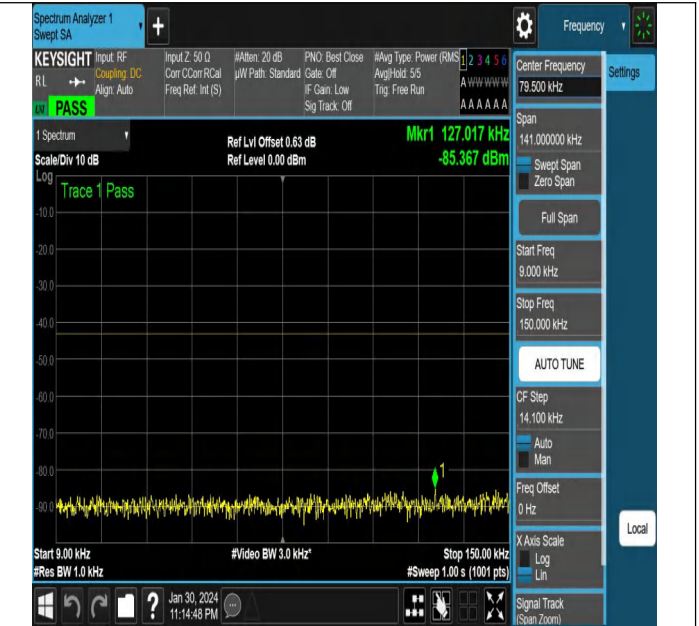 Spectrum Analyzer 1
Swept SA
+
Frequency
KEYSIGHT
RL
PASS
Input: RF
Coupling: DC
Align: Auto
Input Z: 50 Ω
Corr CCorr RCal
Freq Ref: Int (S)
#Atten: 20 dB
µW Path: Standard
PNO: Best Close
Gate: Off
IF Gain: Low
Sig Track: Off
#Avg Type: Power (RMS
Avg|Hold: 5/5
Trig: Free Run
1 2 3 4 5 6
A W W W W W
A A A A A A
1 Spectrum
Scale/Div 10 dB
Ref Lvl Offset 0.63 dB
Ref Level 0.00 dBm
Mkr1 127.017 kHz
-85.367 dBm
Log
Trace 1 Pass
-10.0
-20.0
-30.0
-40.0
-50.0
-60.0
-70.0
-80.0
-90.0
1
Start 9.00 kHz
#Video BW 3.0 kHz*
Stop 150.00 kHz
#Res BW 1.0 kHz
#Sweep 1.00 s (1001 pts)
?
Jan 30, 2024
11:14:48 PM
Center Frequency
79.500 kHz
Settings
Span
141.000000 kHz
Swept Span
Zero Span
Full Span
Start Freq
9.000 kHz
Stop Freq
150.000 kHz
AUTO TUNE
CF Step
14.100 kHz
Auto
Man
Freq Offset
0 Hz
Local
X Axis Scale
Log
Lin
Signal Track
(Span Zoom)